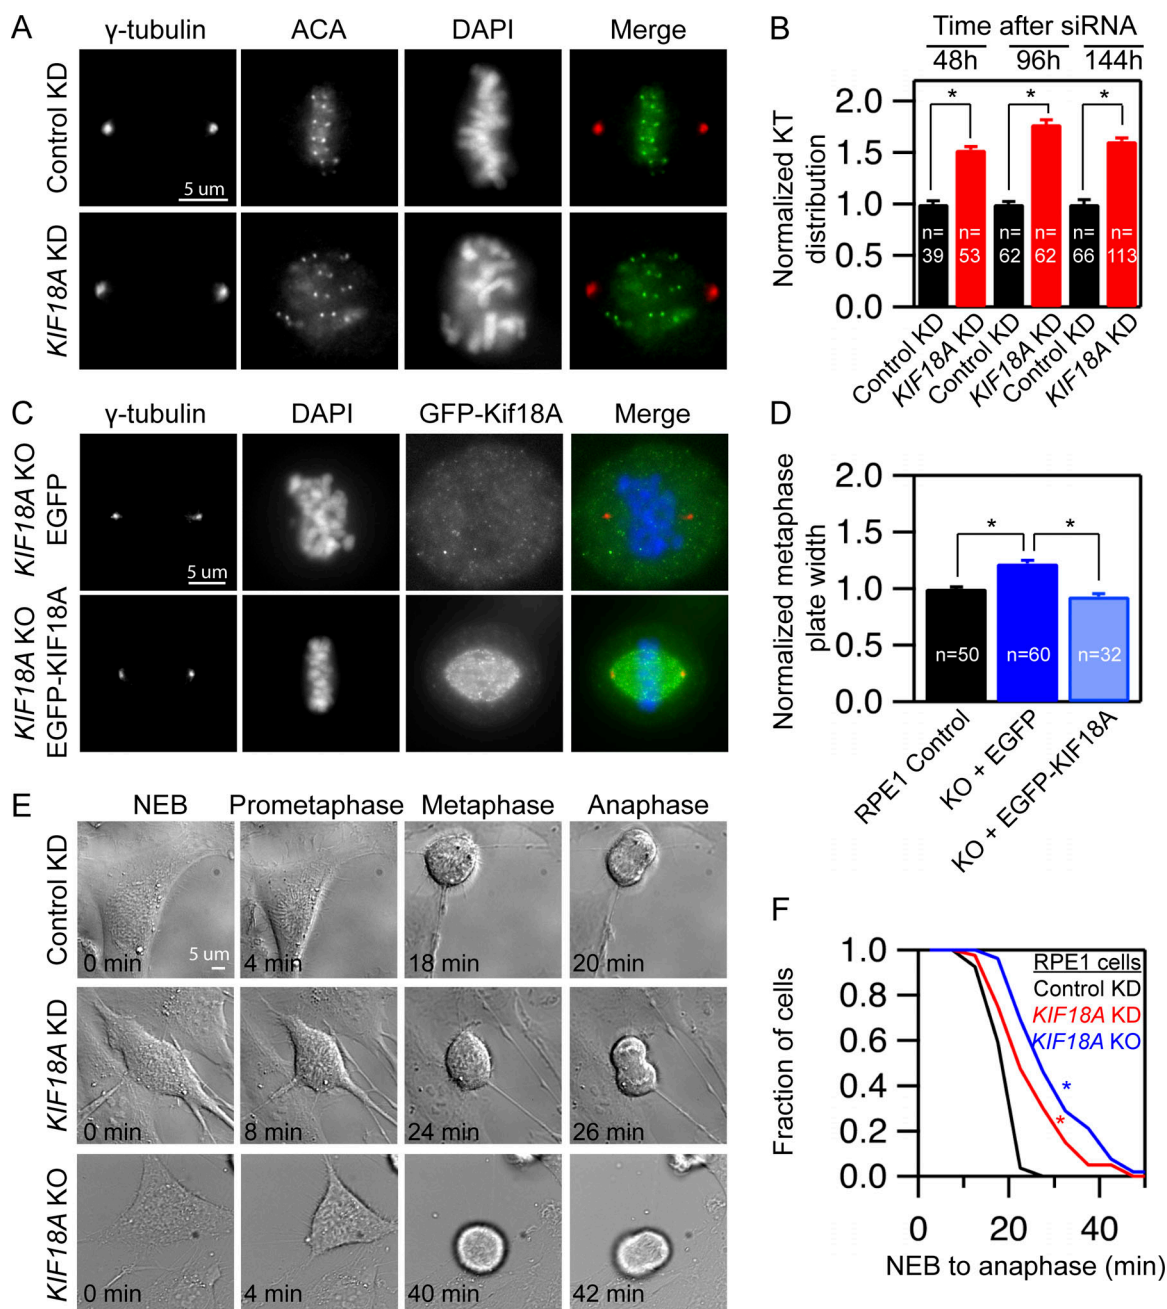 A
γ-tubulin ACA DAPI Merge
Control KD
5 um
KIF18A KD
B
Time after siRNA
48h 96h 144h
Normalized KT
distribution
2.0
1.5
1.0
0.5
0.0
* * *
n= n= n= n= n= n=
39 53 62 62 66 113
Control KD
KIF18A KD
Control KD
KIF18A KD
Control KD
KIF18A KD
C
γ-tubulin DAPI GFP-Kif18A Merge
KIF18A KO
EGFP
5 um
KIF18A KO
EGFP-KIF18A
D
Normalized metaphase
plate width
2.0
1.5
1.0
0.5
0.0
* *
n=50 n=60 n=32
RPE1 Control
KO + EGFP
KO + EGFP-KIF18A
E
NEB Prometaphase Metaphase Anaphase
Control KD
5 um
0 min 4 min 18 min 20 min
KIF18A KD
0 min 8 min 24 min 26 min
KIF18A KO
0 min 4 min 40 min 42 min
F
Fraction of cells
1.0
0.8
0.6
0.4
0.2
0.0
RPE1 cells
Control KD
KIF18A KD
KIF18A KO
*
*
0 20 40
NEB to anaphase (min)